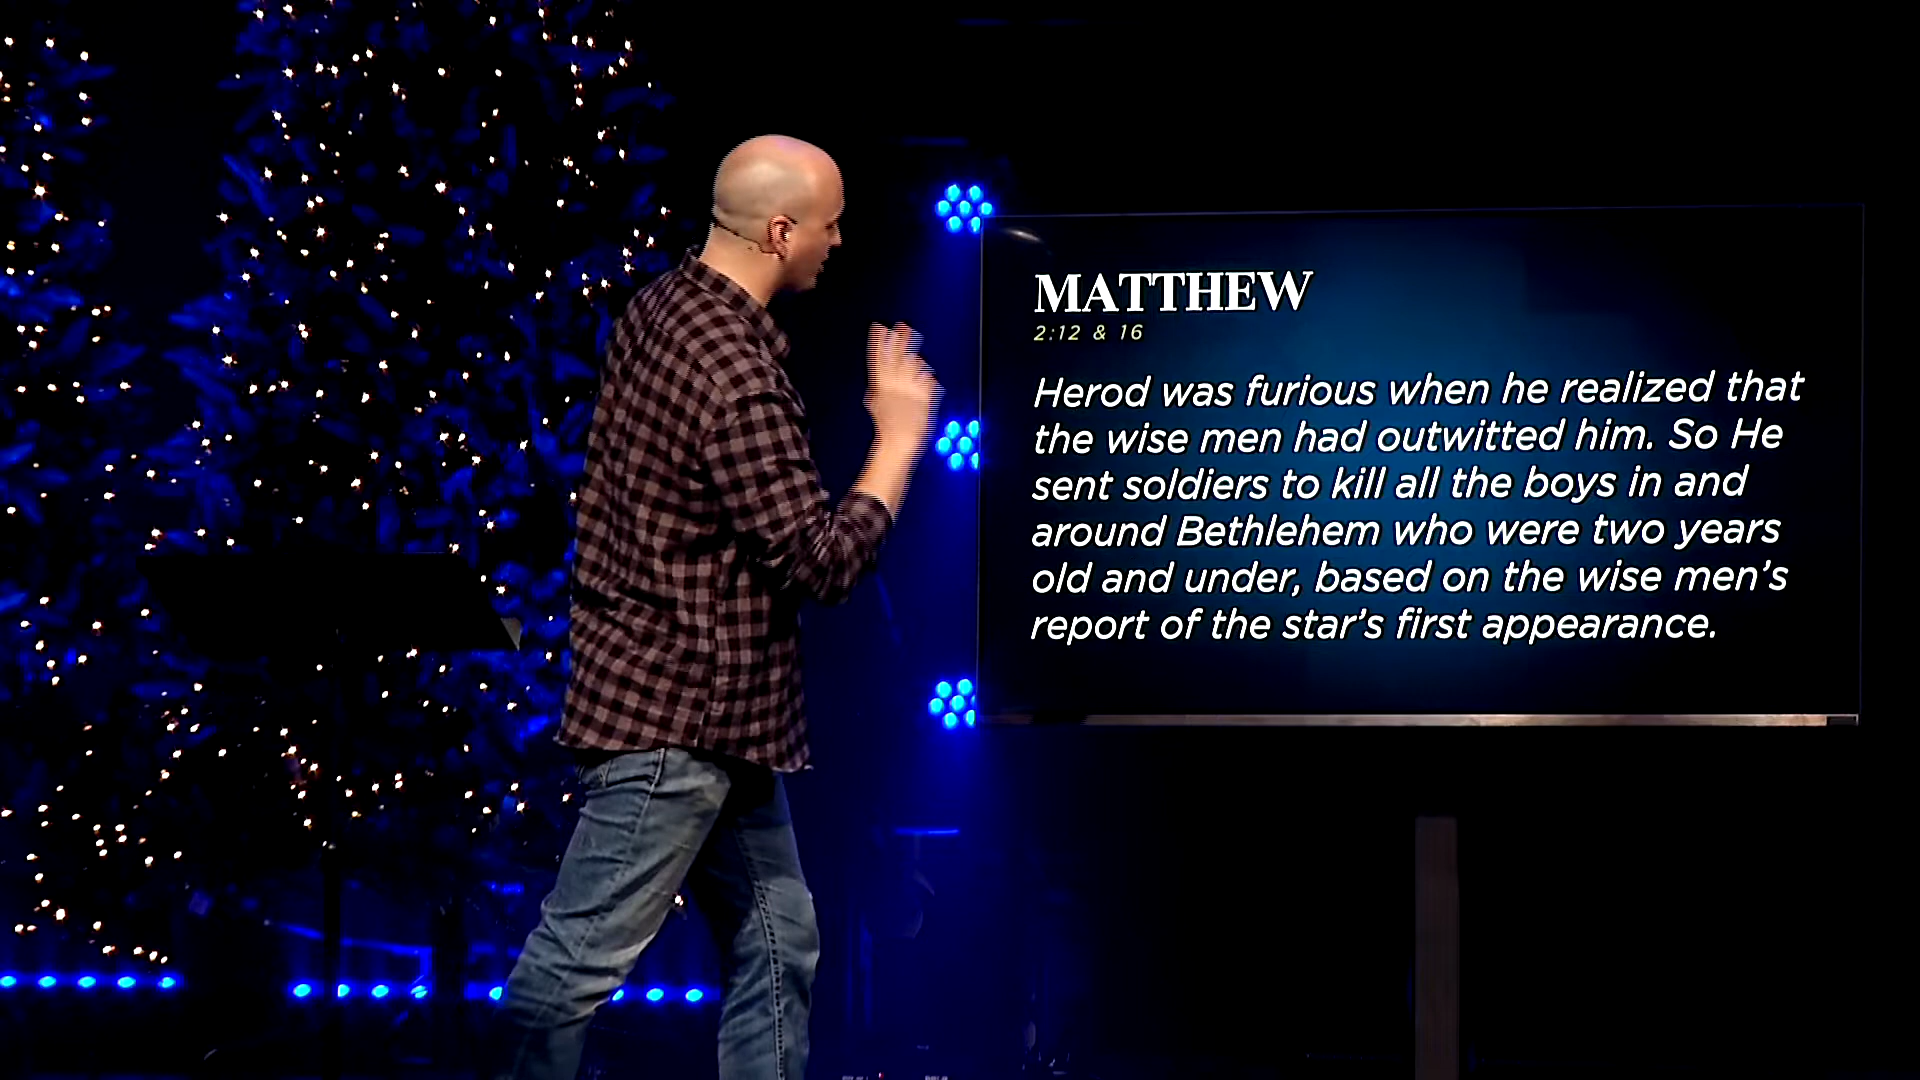 MATTHEW
2:12 & 16
Herod was furious when he realized that
the wise men had outwitted him. So He
sent soldiers to kill all the boys in and
around Bethlehem who were two years
old and under, based on the wise men's
report of the star's first appearance.